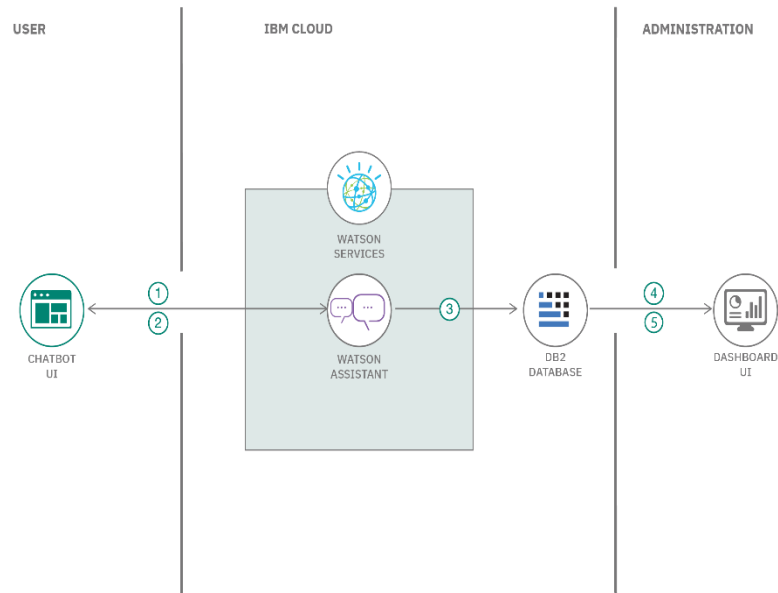 USER
IBM CLOUD
ADMINISTRATION
WATSON
SERVICES
1
2
3
4
5
CHATBOT
UI
WATSON
ASSISTANT
DB2
DATABASE
DASHBOARD
UI